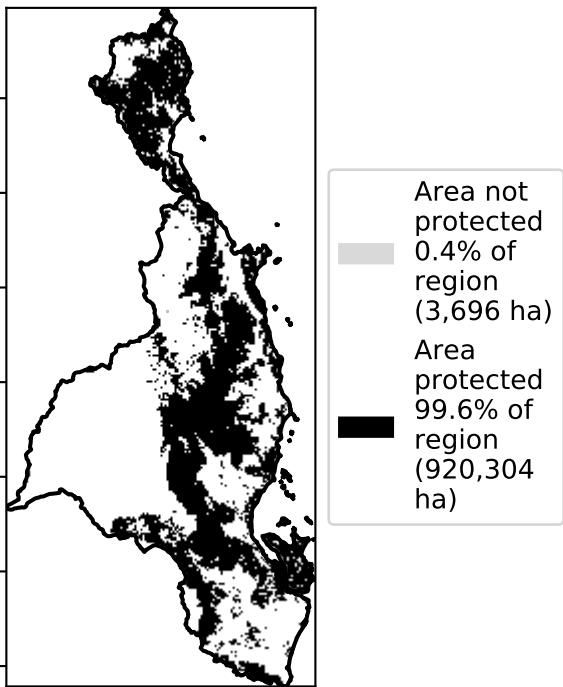 Area not
protected
0.4% of
region
(3,696 ha)
Area
protected
99.6% of
region
(920,304
ha)